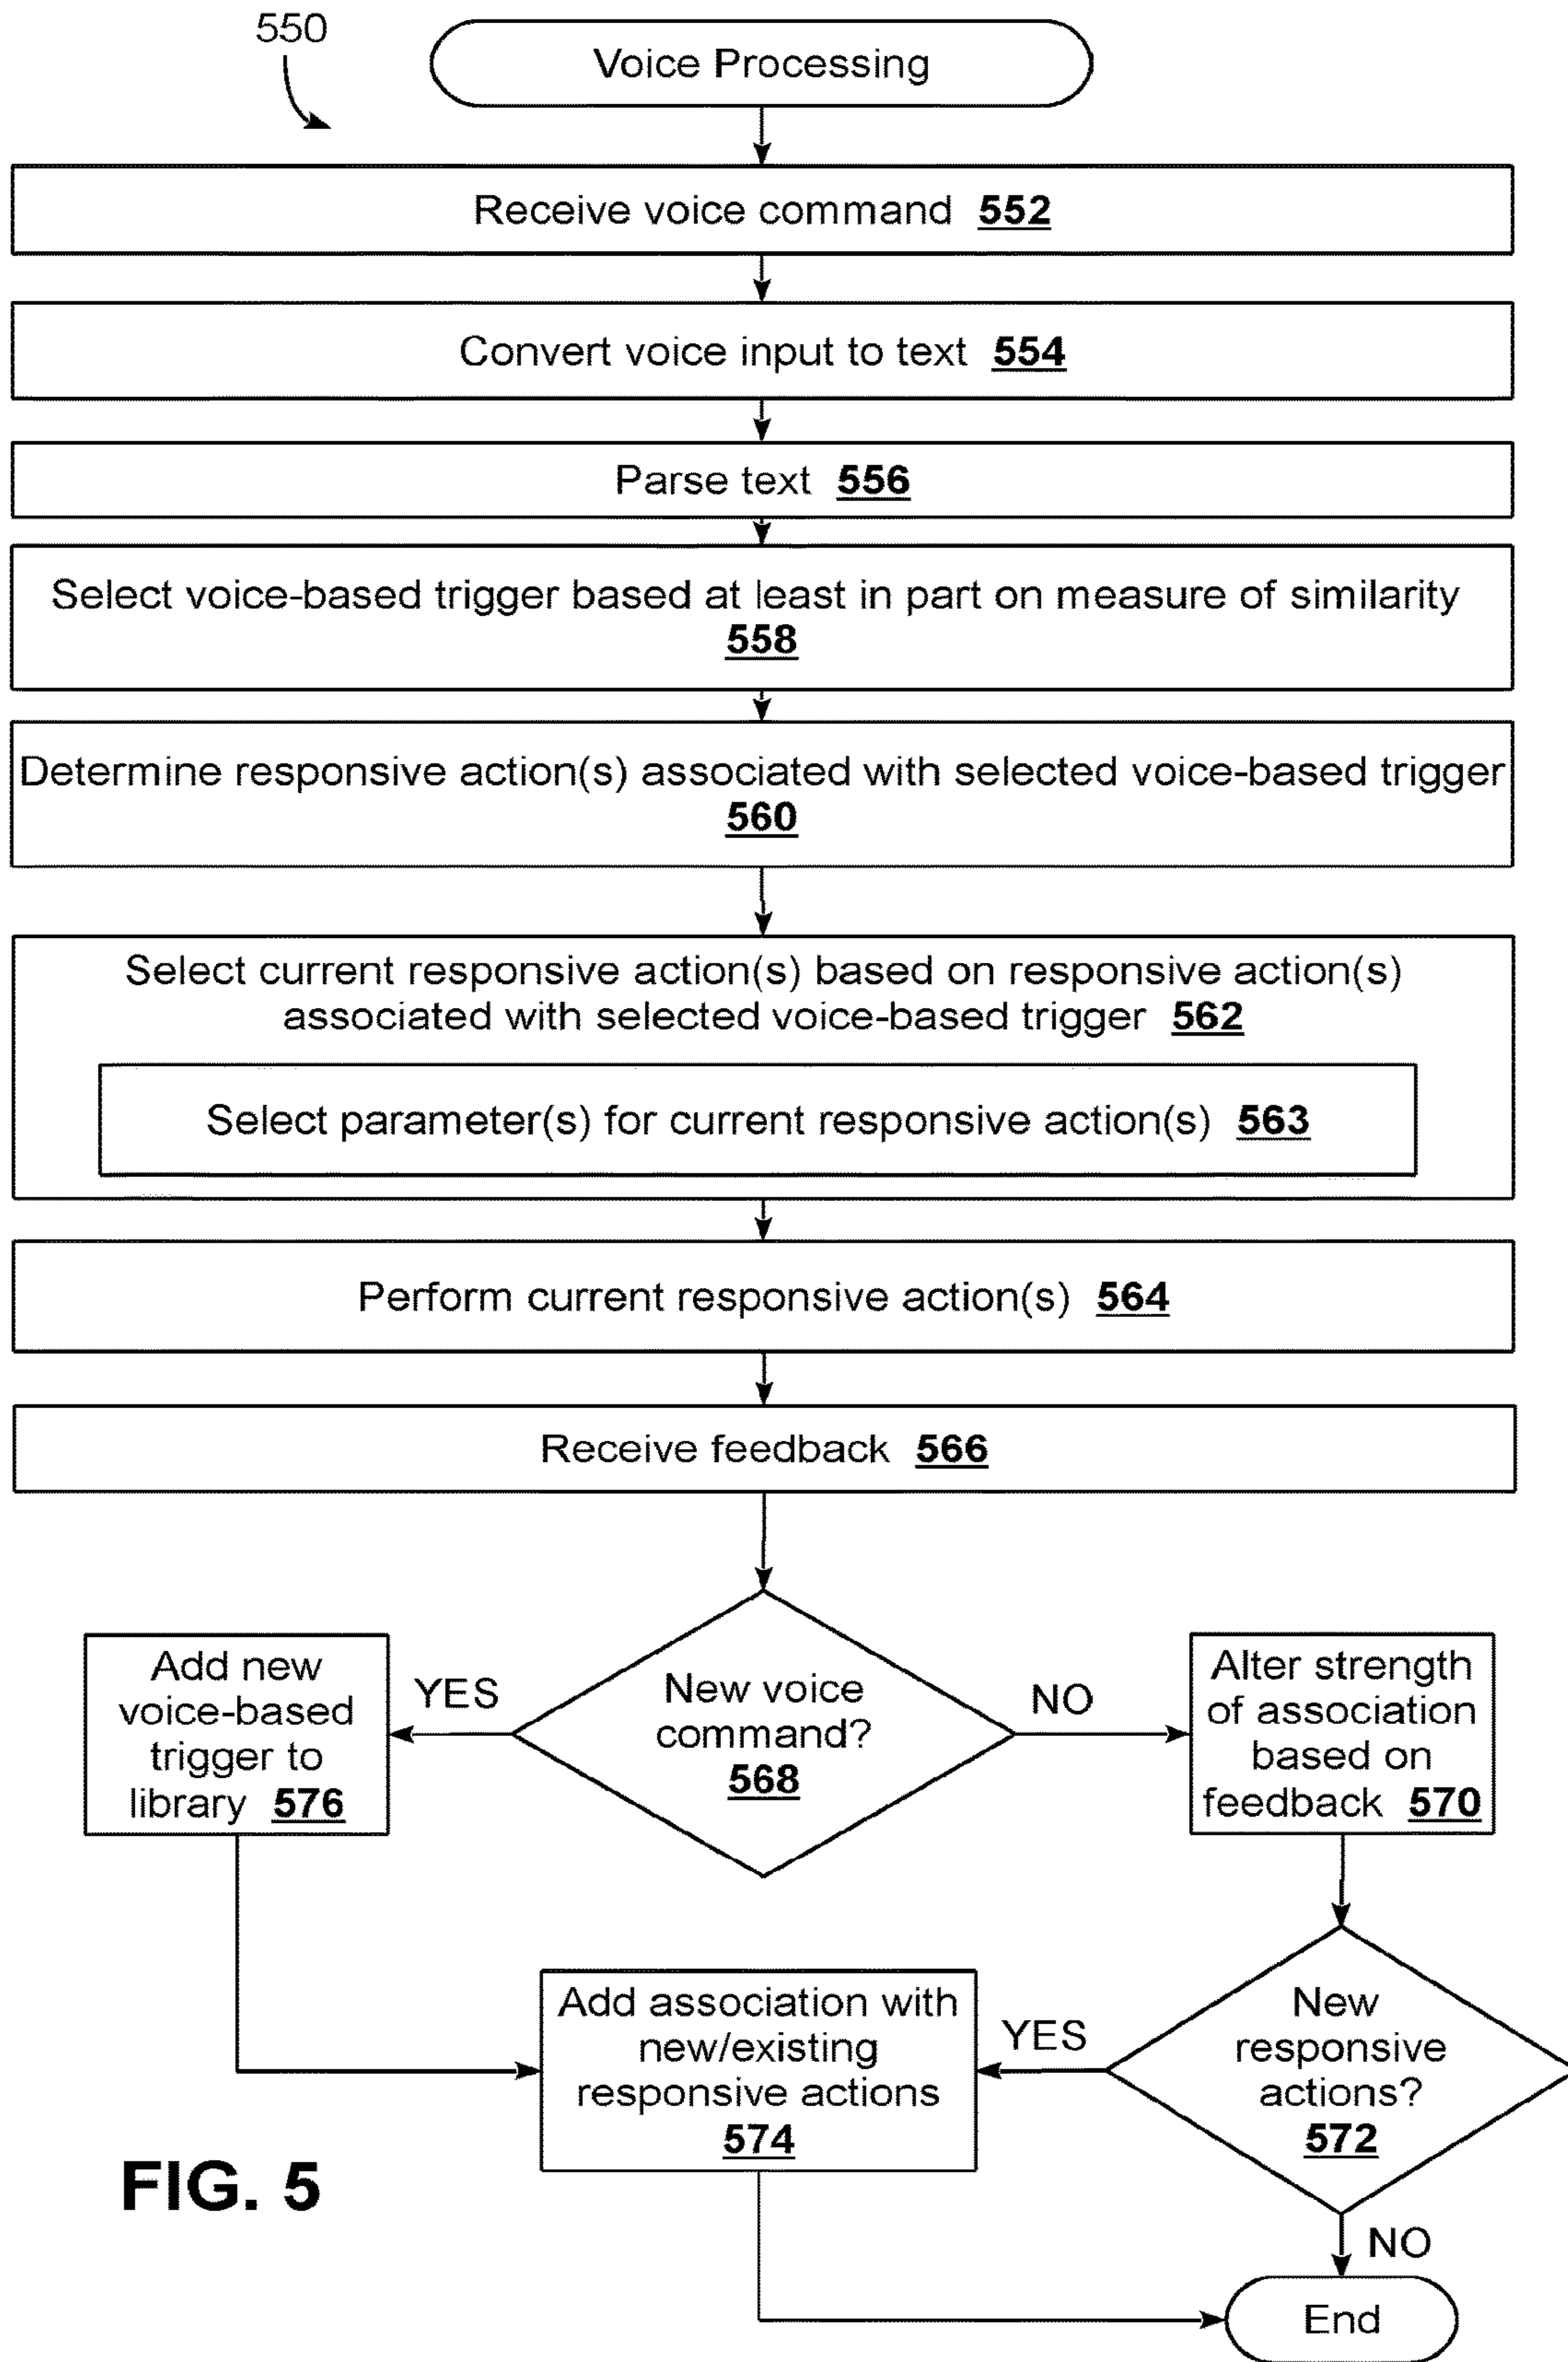 550
Voice Processing
Receive voice command 552
Convert voice input to text 554
Parse text 556
Select voice-based trigger based at least in part on measure of similarity
558
Determine responsive action(s) associated with selected voice-based trigger
560
Select current responsive action(s) based on responsive action(s)
associated with selected voice-based trigger 562
Select parameter(s) for current responsive action(s) 563
Perform current responsive action(s) 564
Receive feedback 566
New voice
command?
568
YES
Add new
voice-based
trigger to
library 576
NO
Alter strength
of association
based on
feedback 570
New
responsive
actions?
572
YES
Add association with
new/existing
responsive actions
574
NO
End
FIG. 5